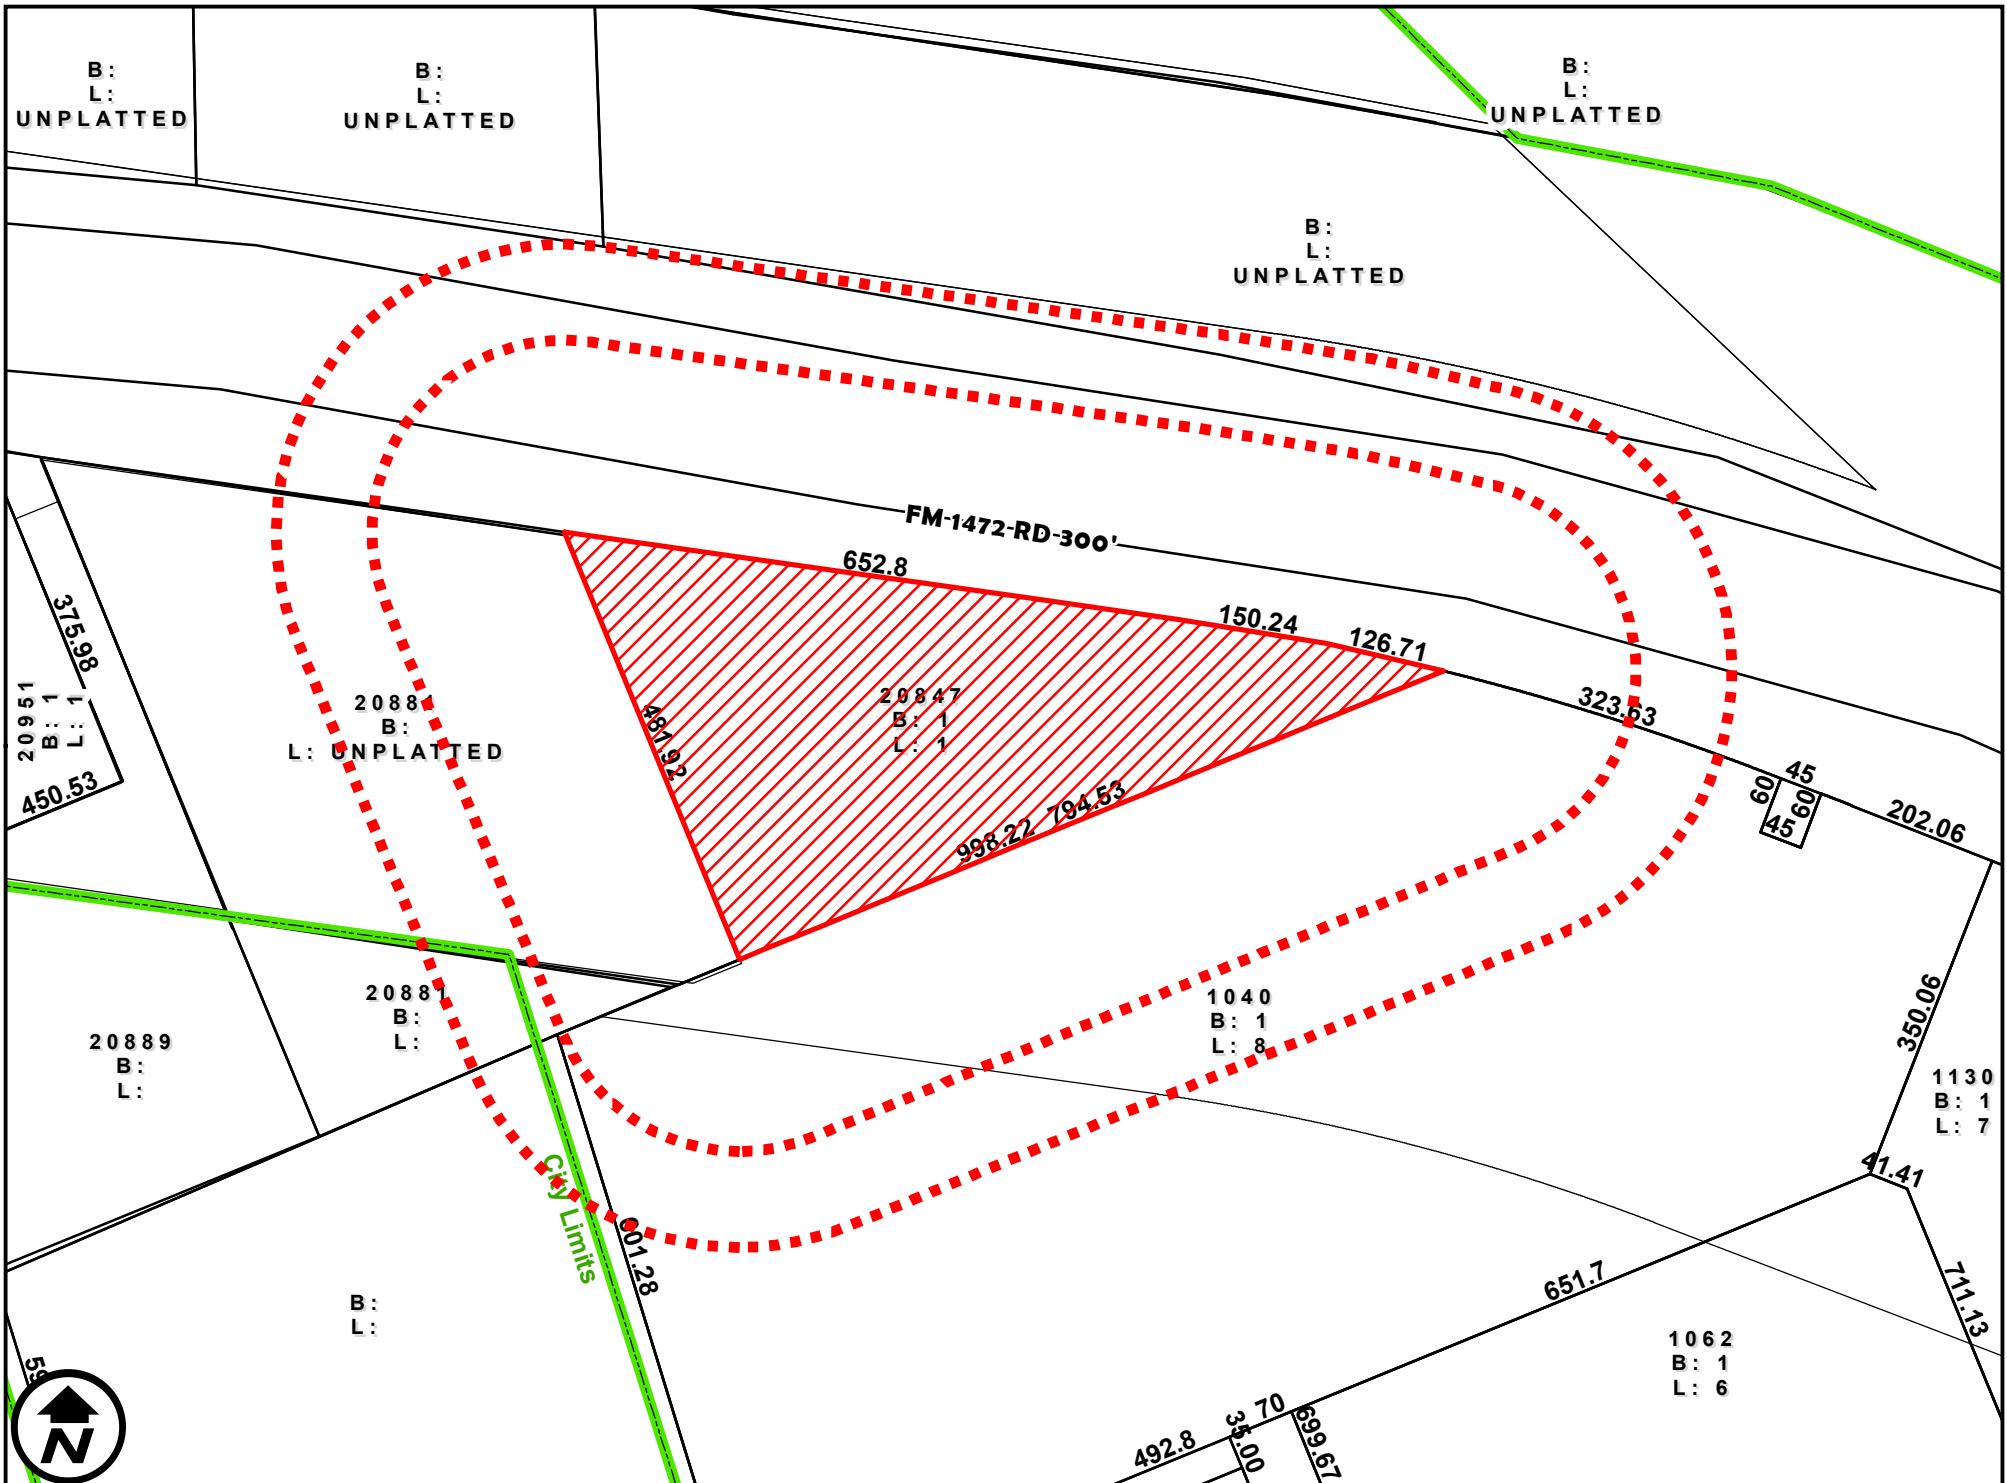 B:
L:
UNPLATTED
B:
L:
UNPLATTED
B:
L:
UNPLATTED
B:
L:
UNPLATTED
FM-1472-RD-300'
652.8
150.24
126.71
323.63
375.98
20951
B: 1
L: 1
450.53
20881
B:
L: UNPLATTED
481.92
20847
B: 1
L: 1
998.22
794.53
45
60
60
45
202.06
20881
B:
L:
20889
B:
L:
1040
B: 1
L: 8
350.06
1130
B: 1
L: 7
41.41
City Limits
601.28
651.7
711.13
B:
L:
1062
B: 1
L: 6
59
N
70
35.00
699.67
492.8